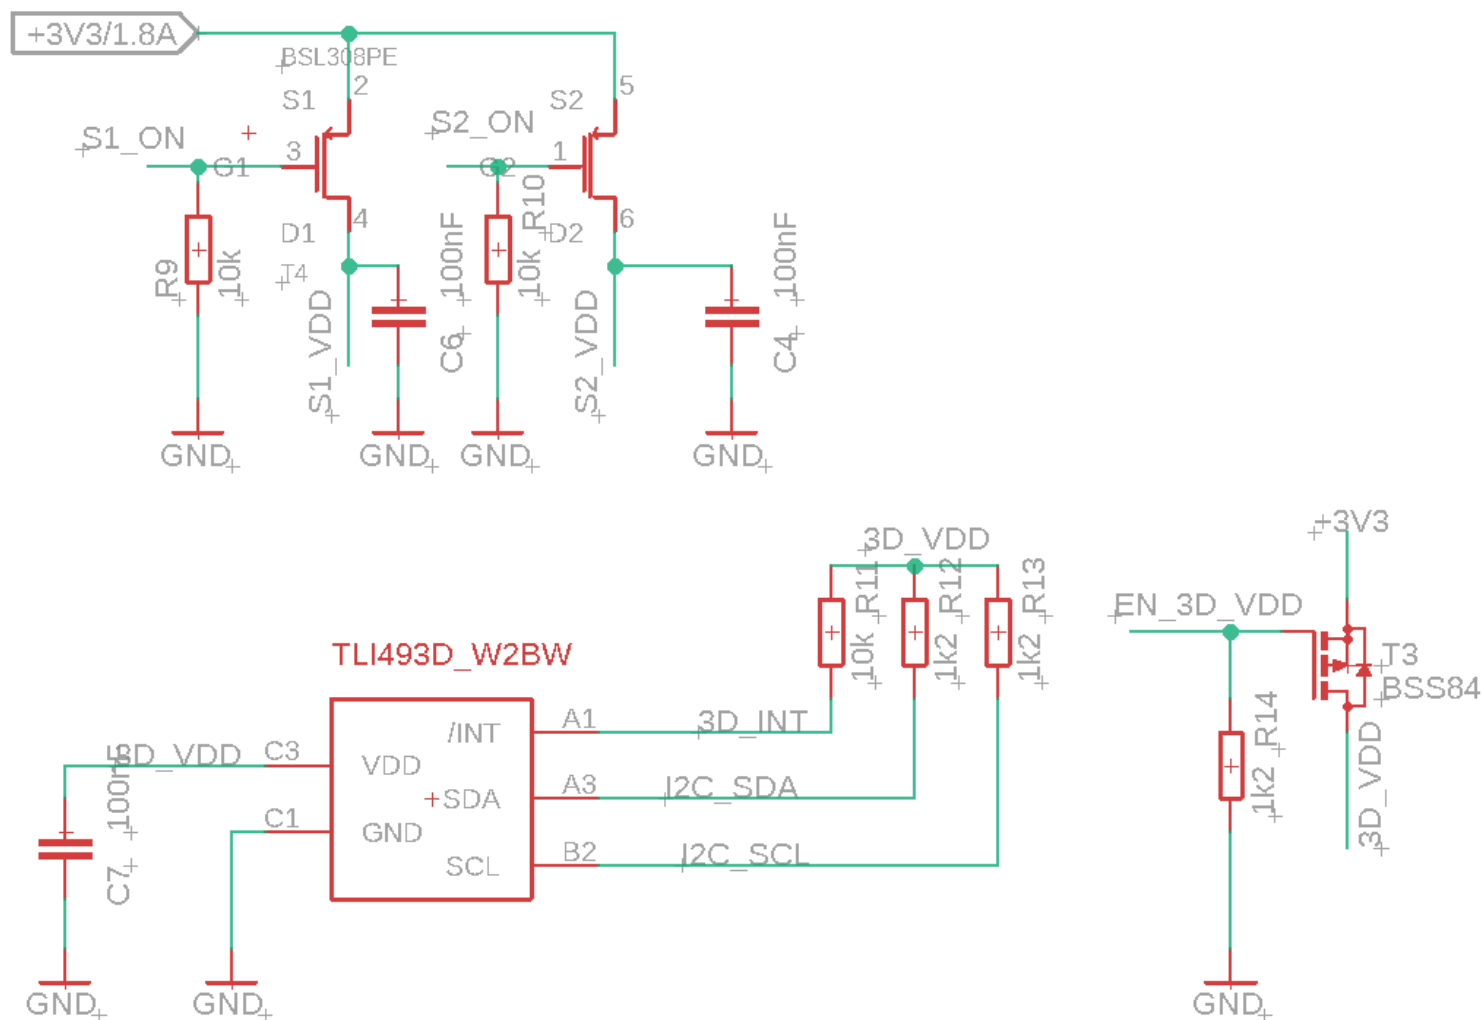 +3V3/1.8A
BSL308PE
2
5
S1
S2
S1_ON
S2_ON
G1
3
G2
1
R10
4
6
D1
D2
T4
R9
10k
10k
100nF
100nF
C6
C4
S1_VDD
S2_VDD
GND
GND
GND
GND
3D_VDD
R11
R12
R13
10k
1k2
1k2
+3V3
EN_3D_VDD
T3
BSS84
R14
1k2
3D_VDD
TLI493D_W2BW
3D_VDD
C3
VDD
/INT
A1
3D_INT
SDA
A3
I2C_SDA
C1
GND
SCL
B2
I2C_SCL
100nF
C7
GND
GND
GND